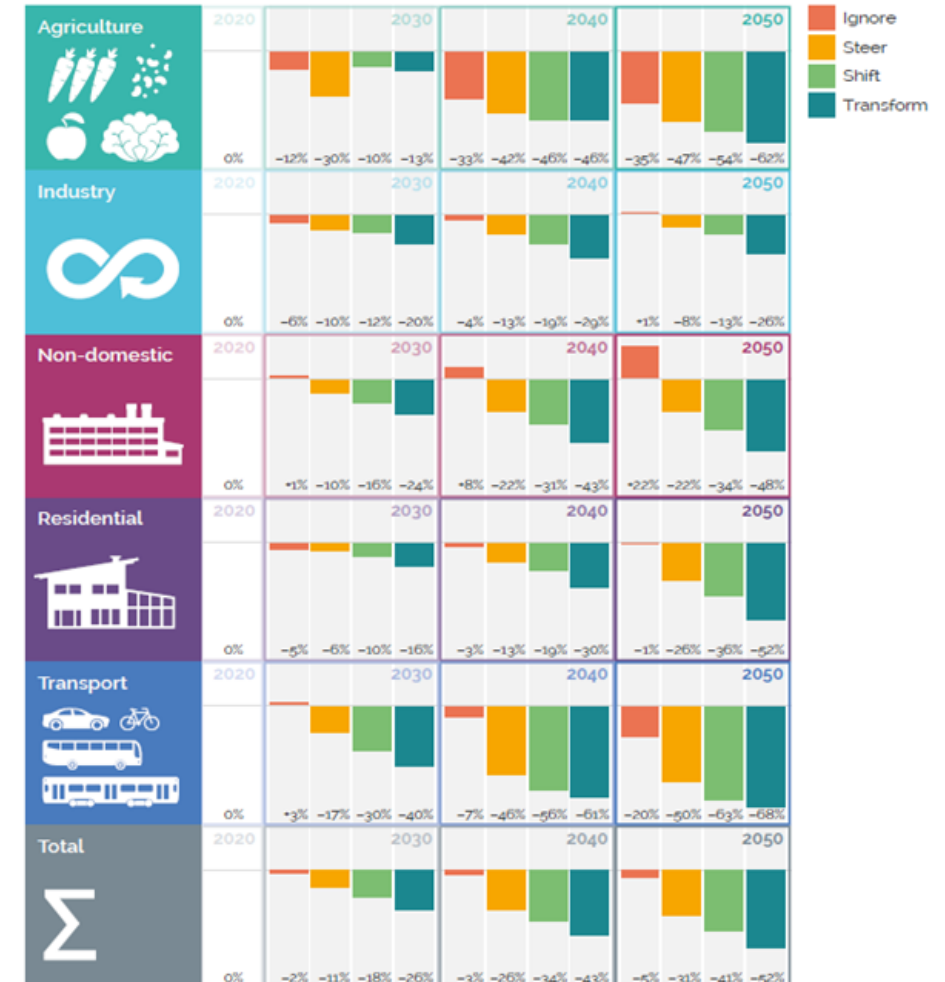 Agriculture
2020 2030 2040 2050
0% −12% −30% −10% −13% −33% −42% −46% −46% −35% −47% −54% −62%
Industry
2020 2030 2040 2050
0% −6% −10% −12% −20% −4% −13% −19% −29% +1% −8% −13% −26%
Non-domestic
2020 2030 2040 2050
0% +1% −10% −16% −24% +8% −22% −31% −43% +22% −22% −34% −48%
Residential
2020 2030 2040 2050
0% −5% −6% −10% −16% −3% −13% −19% −30% −1% −26% −36% −52%
Transport
2020 2030 2040 2050
0% +3% −17% −30% −40% −7% −46% −56% −61% −20% −50% −63% −68%
Total
2020 2030 2040 2050
Σ
0% −2% −11% −18% −26% −3% −26% −34% −43% −5% −31% −41% −52%
Ignore
Steer
Shift
Transform